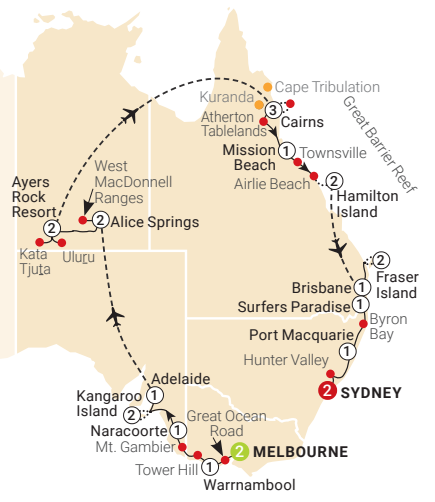 Cape Tribulation
Kuranda
3
Cairns
Atherton
Tablelands
Great Barrier Reef
Mission
Beach
1
Townsville
Airlie Beach
2
Hamilton
Island
West
MacDonnell
Ranges
Ayers
Rock
Resort
2
2
Alice Springs
Kata
Tjuta
Uluru
2
Fraser
Island
Brisbane
1
Surfers Paradise
1
Byron
Bay
Port Macquarie
1
Hunter Valley
2
SYDNEY
Adelaide
1
Kangaroo
Island
2
Naracoorte
1
Great Ocean
Road
Mt. Gambier
2
MELBOURNE
Tower Hill
1
Warrnambool